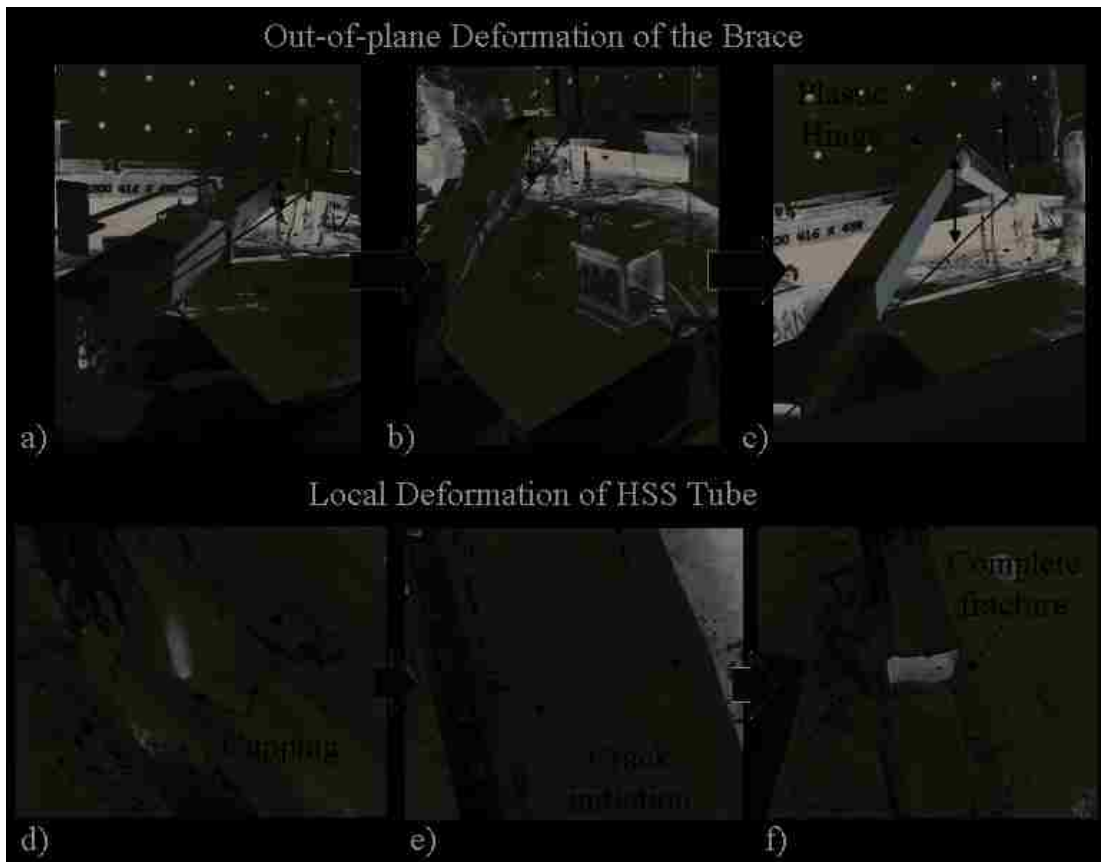 Out-of-plane Deformation of the Brace
Plastic
Hinge
a)
b)
c)
Local Deformation of HSS Tube
Cupping
Crack
initiation
Complete
fracture
d)
e)
f)